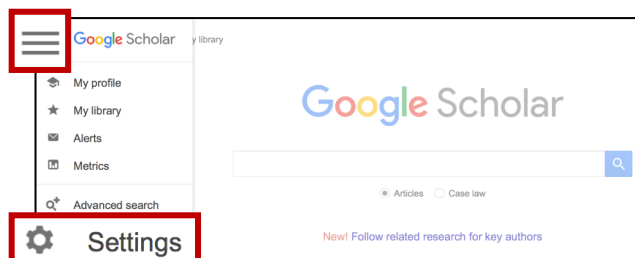 Google Scholar
y library
My profile
My library
Alerts
Metrics
Advanced search
Settings
Google Scholar
Articles
Case law
New! Follow related research for key authors